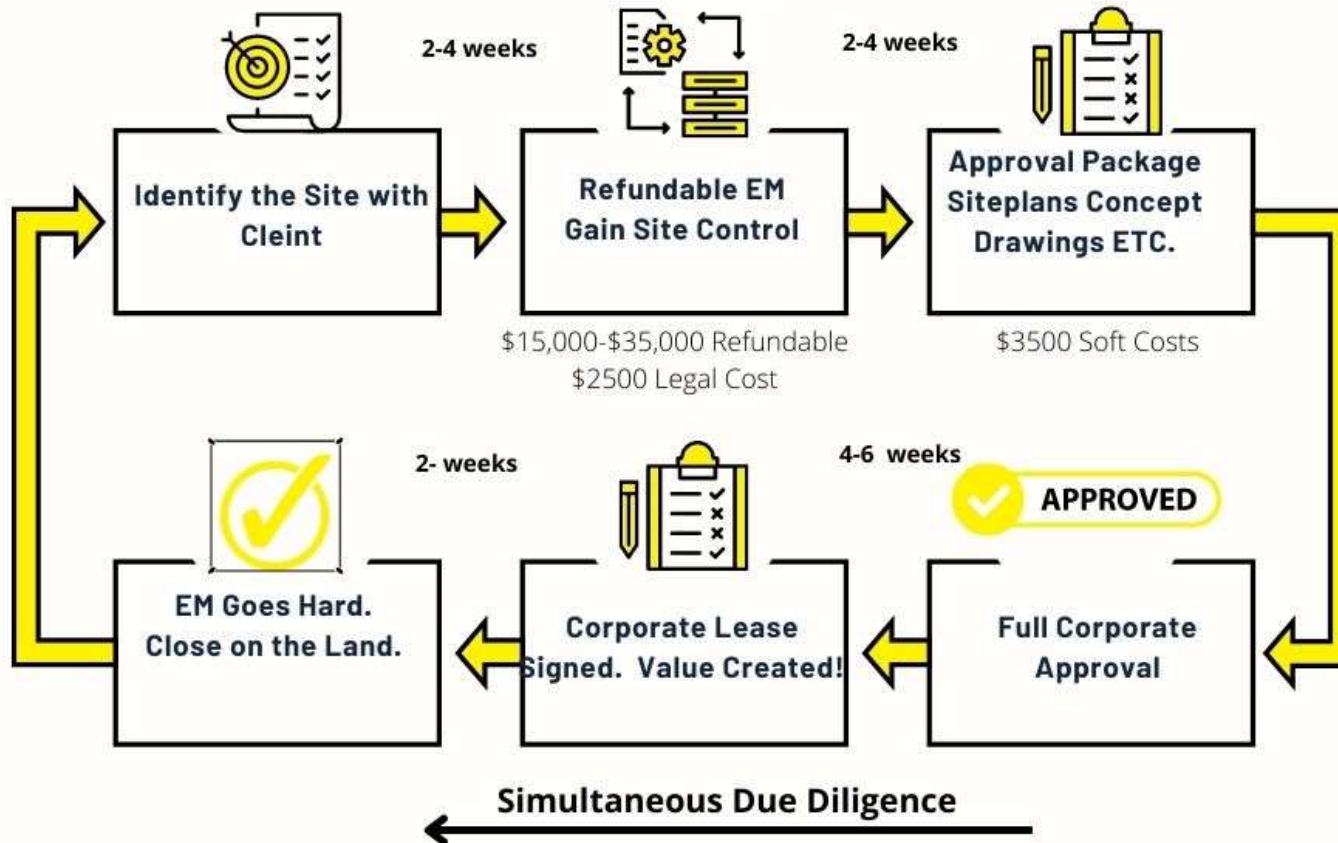 2-4 weeks
2-4 weeks
Identify the Site with
Cleint
Refundable EM
Gain Site Control
Approval Package
Siteplans Concept
Drawings ETC.
$15,000-$35,000 Refundable
$2500 Legal Cost
$3500 Soft Costs
2- weeks
4-6 weeks
APPROVED
EM Goes Hard.
Close on the Land.
Corporate Lease
Signed. Value Created!
Full Corporate
Approval
Simultaneous Due Diligence